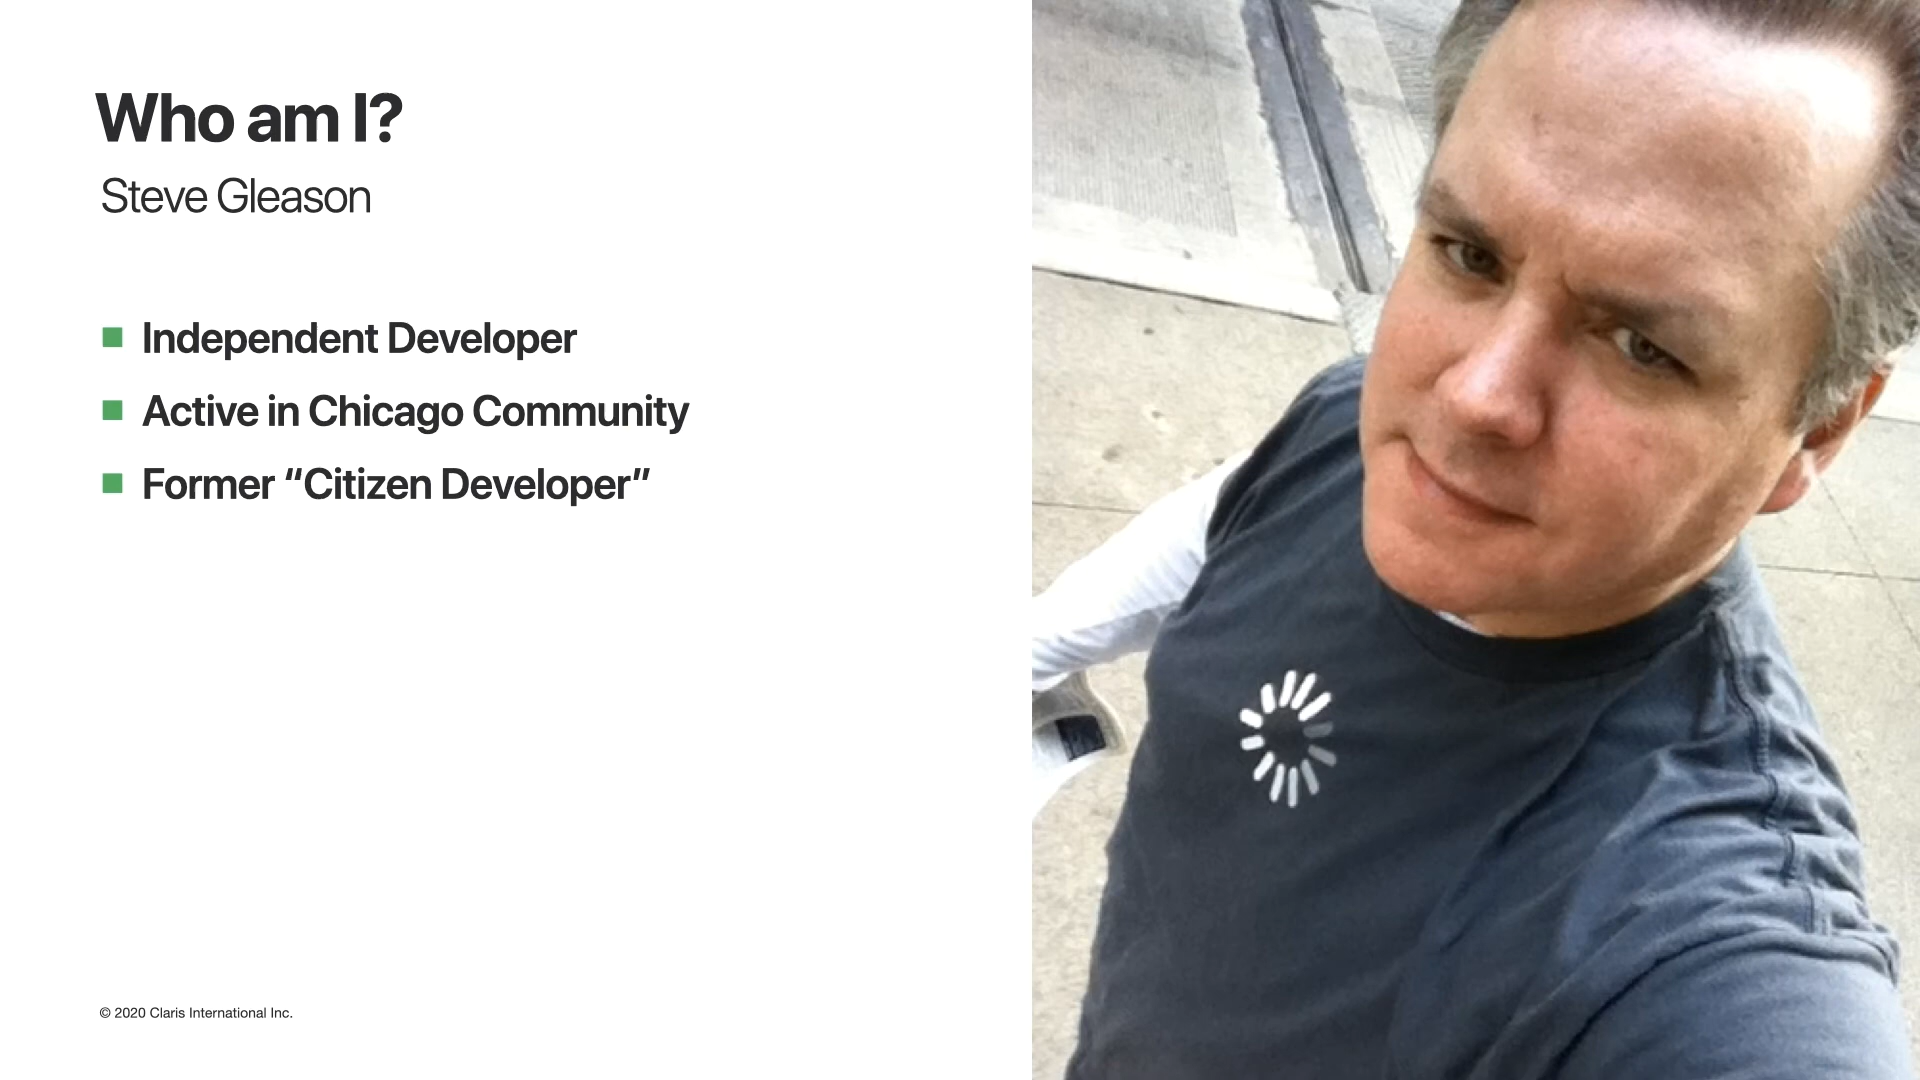 Who am I?
Steve Gleason
Independent Developer
Active in Chicago Community
Former “Citizen Developer”
© 2020 Claris International Inc.